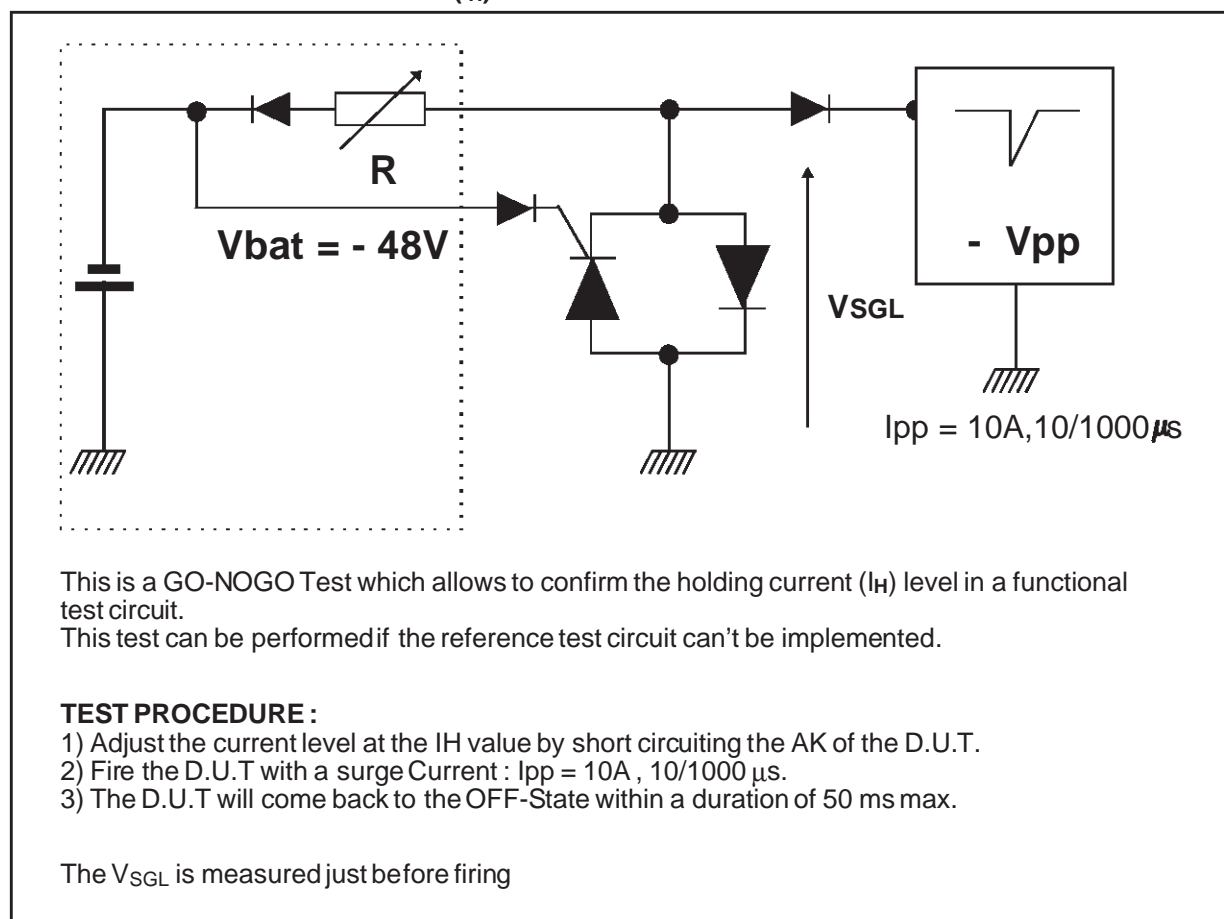 R
Vbat = - 48V
VSGL
- Vpp
Ipp = 10A,10/1000μs
This is a GO-NOGO Test which allows to confirm the holding current (IH) level in a functional
test circuit.
This test can be performed if the reference test circuit can't be implemented.
TEST PROCEDURE :
1) Adjust the current level at the IH value by short circuiting the AK of the D.U.T.
2) Fire the D.U.T with a surge Current : Ipp = 10A , 10/1000 μs.
3) The D.U.T will come back to the OFF-State within a duration of 50 ms max.
The VSGL is measured just before firing